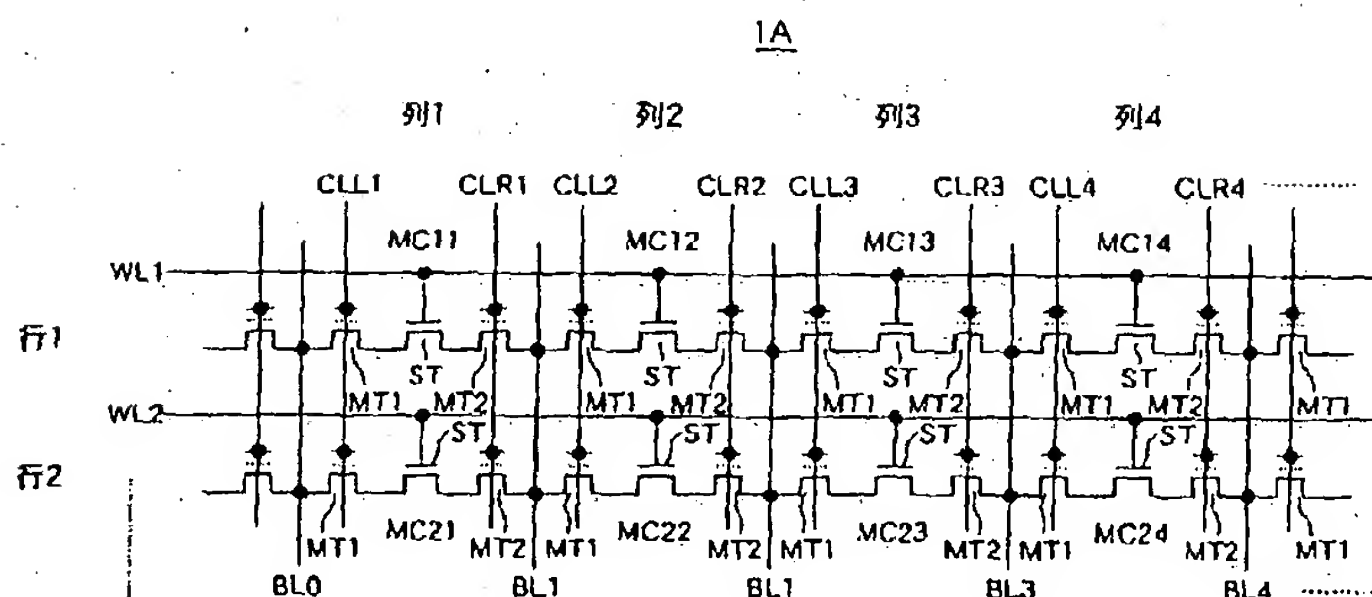 1A
列1 列2 列3 列4
CLL1 CLR1 CLL2 CLR2 CLL3 CLR3 CLL4 CLR4
MC11 MC12 MC13 MC14
WL1
行1
ST ST ST ST
MT1 MT2 MT1 MT2 MT1 MT2 MT1 MT2 MT1
WL2
ST ST ST ST
行2
MC21 MC22 MC23 MC24
MT1 MT2 MT1 MT2 MT1 MT2 MT1 MT2 MT1
BL0 BL1 BL1 BL3 BL4